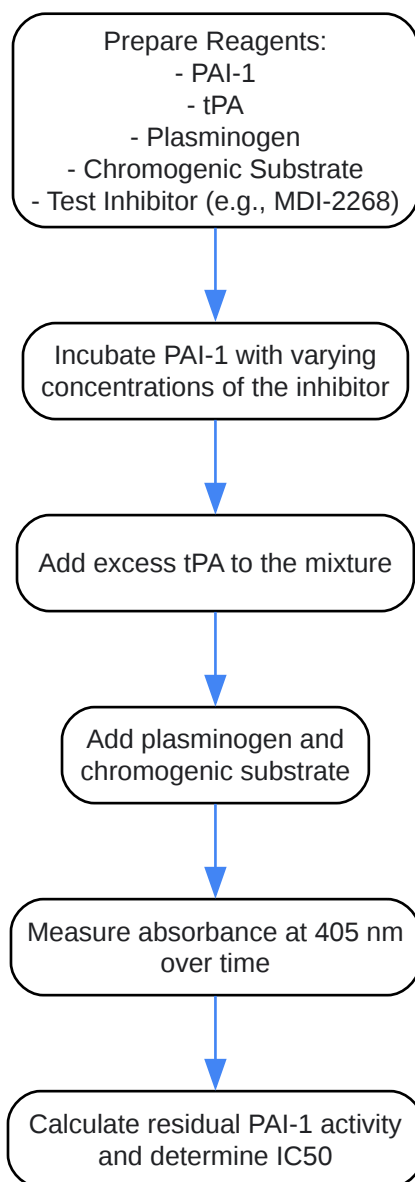 Prepare Reagents:
- PAI-1
- tPA
- Plasminogen
- Chromogenic Substrate
- Test Inhibitor (e.g., MDI-2268)
Incubate PAI-1 with varying
concentrations of the inhibitor
Add excess tPA to the mixture
Add plasminogen and
chromogenic substrate
Measure absorbance at 405 nm
over time
Calculate residual PAI-1 activity
and determine IC50